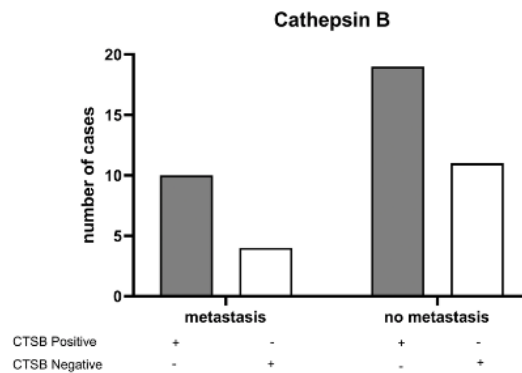 Cathepsin B
number of cases
20
15
10
5
0
metastasis no metastasis
CTSB Positive + - + -
CTSB Negative - + - +